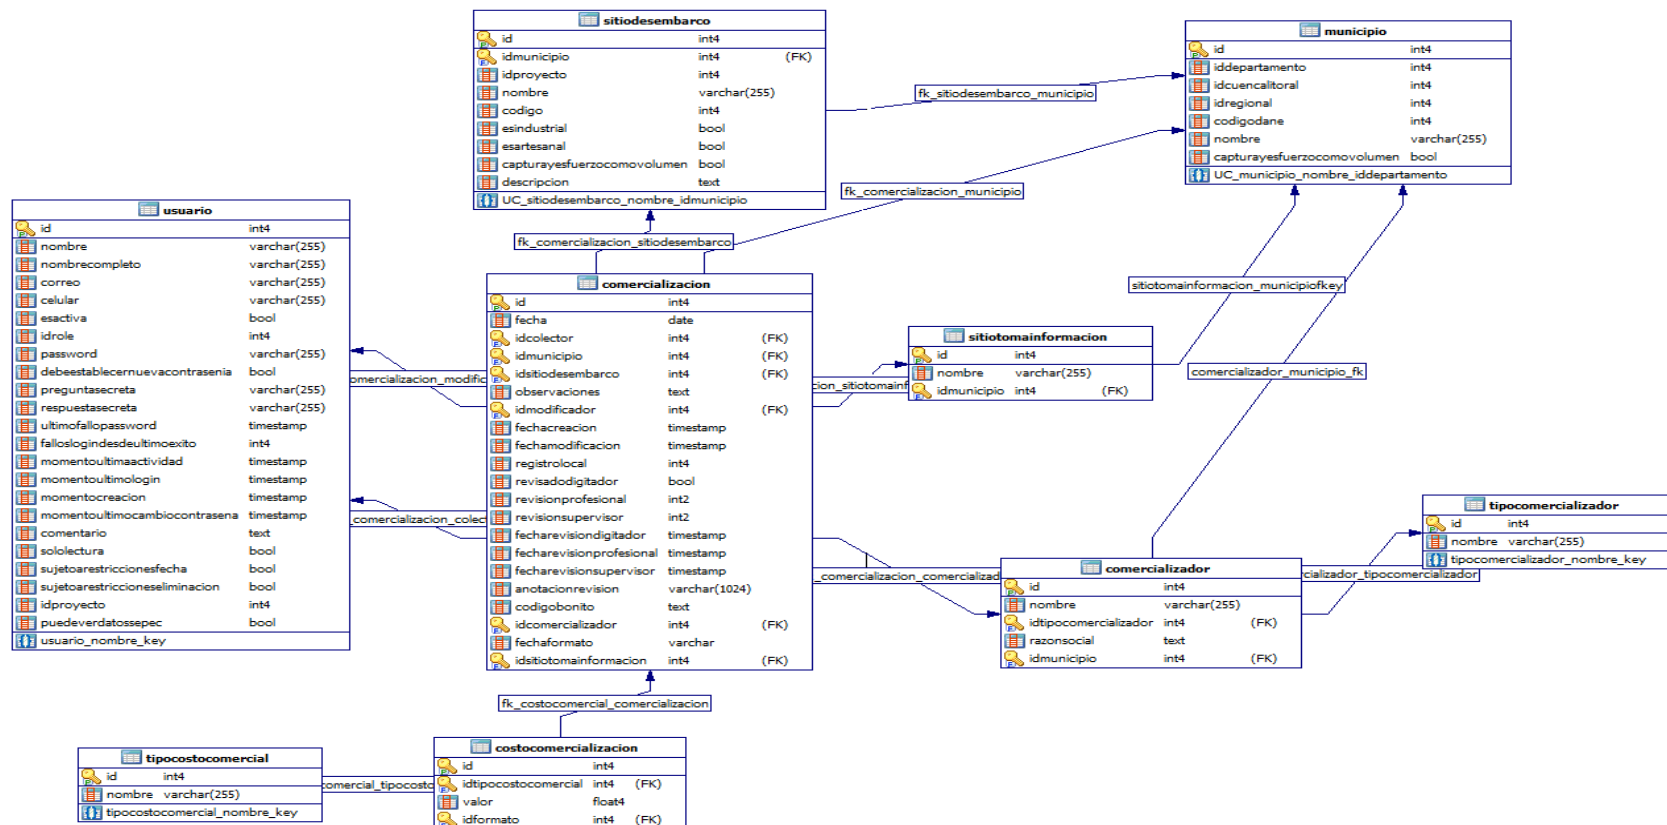 sitiodesembarco
id int4
idmunicipio int4 (FK)
idproyecto int4
nombre varchar(255)
codigo int4
esindustrial bool
esartesanal bool
capturayesfuerzocomovolumen bool
descripcion text
UC_sitiodesembarco_nombre_idmunicipio
municipio
id int4
iddepartamento int4
idcuencalitoral int4
idregional int4
codigodane int4
nombre varchar(255)
capturayesfuerzocomovolumen bool
UC_municipio_nombre_iddepartamento
fk_sitiodesembarco_municipio
fk_comercializacion_municipio
fk_comercializacion_sitiodesembarco
usuario
id int4
nombre varchar(255)
nombrecompleto varchar(255)
correo varchar(255)
celular varchar(255)
esactiva bool
idrole int4
password varchar(255)
debeestablecernuevacontrasenia bool
preguntasecreta varchar(255)
respuestasecreta varchar(255)
ultimofallopassword timestamp
falloslogindesdeultimoexito int4
momentoultimaactividad timestamp
momentoultimologin timestamp
momentocreacion timestamp
momentoultimocambiocontrasena timestamp
comentario text
sololectura bool
sujetoarestriccionesfecha bool
sujetoarestriccioneseliminacion bool
idproyecto int4
puedeverdatossepec bool
usuario_nombre_key
omercializacion_modific
_comercializacion_colect
comercializacion
id int4
fecha date
idcolector int4 (FK)
idmunicipio int4 (FK)
idsitiodesembarco int4 (FK)
observaciones text
idmodificador int4 (FK)
fechacreacion timestamp
fechamodificacion timestamp
registrolocal int4
revisadodigitador bool
revisionprofesional int2
revisionsupervisor int2
fecharevisiondigitador timestamp
fecharevisionprofesional timestamp
fecharevisionsupervisor timestamp
anotacionrevision varchar(1024)
codigobonito text
idcomercializador int4 (FK)
fechaformato varchar
idsitiotomainformacion int4 (FK)
cion_sitiotomainf
sitiotomainformacion
id int4
nombre varchar(255)
idmunicipio int4 (FK)
sitiotomainformacion_municipiofkey
comercializador_municipio_fk
_comercializacion_comercializad
comercializador
id int4
nombre varchar(255)
idtipocomercializador int4 (FK)
razonsocial text
idmunicipio int4 (FK)
rcializador_tipocomercializador
tipocomercializador
id int4
nombre varchar(255)
tipocomercializador_nombre_key
fk_costocomercial_comercializacion
tipocostocomercial
id int4
nombre varchar(255)
tipocostocomercial_nombre_key
comercial_tipocosto
costocomercializacion
id int4
idtipocostocomercial int4 (FK)
valor float4
idformato int4 (FK)